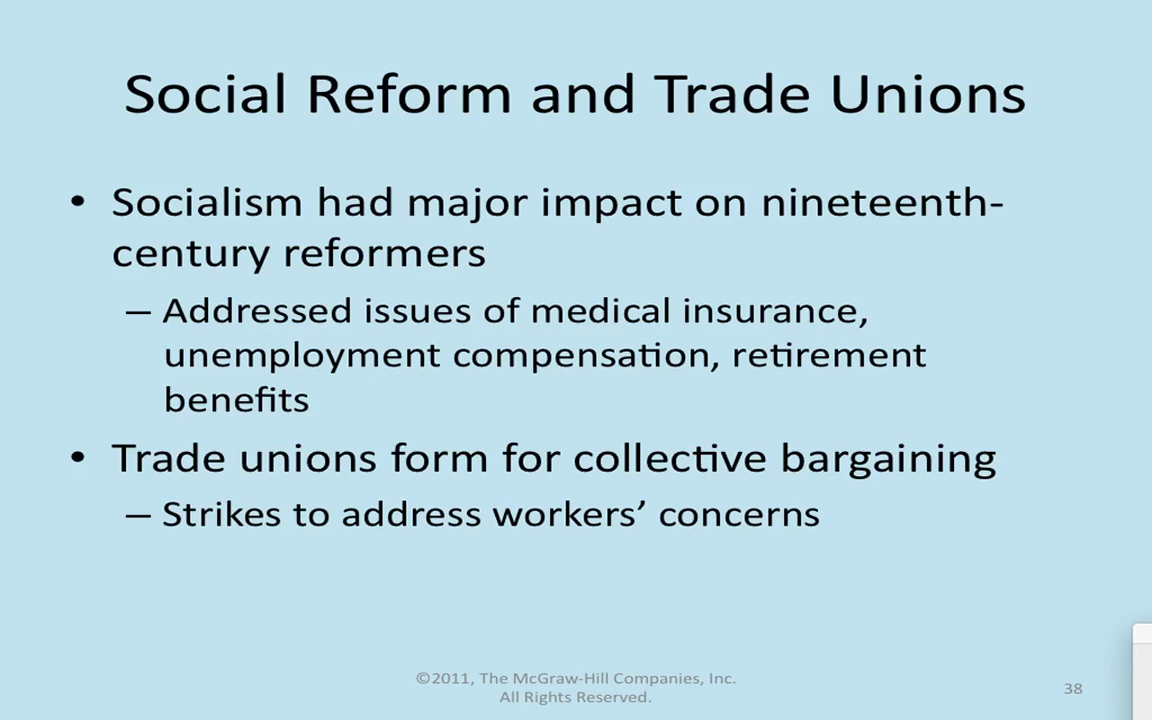 Social Reform and Trade Unions
• Socialism had major impact on nineteenth-
century reformers
– Addressed issues of medical insurance,
unemployment compensation, retirement
benefits
• Trade unions form for collective bargaining
– Strikes to address workers’ concerns
©2011, The McGraw-Hill Companies, Inc.
All Rights Reserved.
38